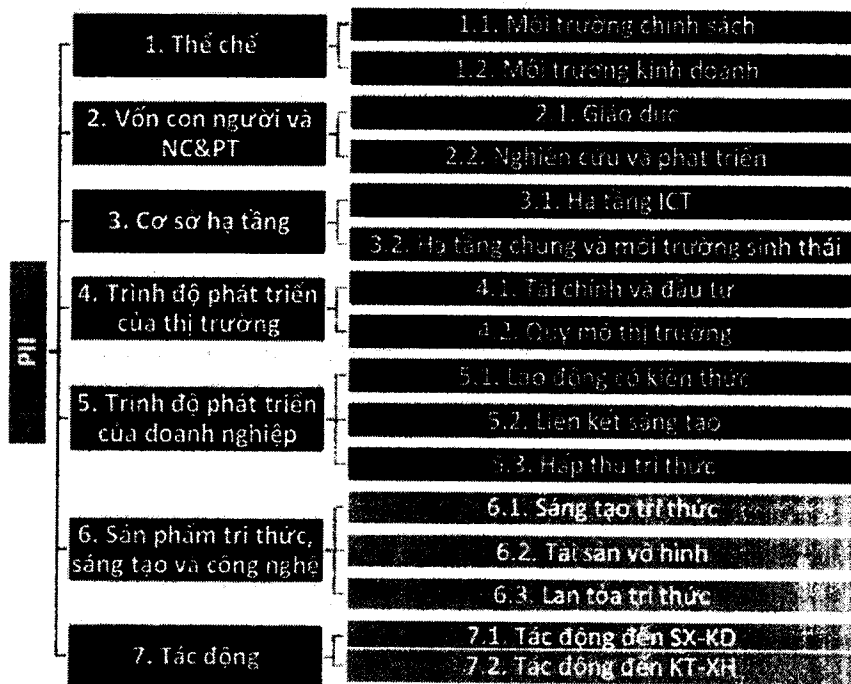 PII
1. Thể chế
1.1. Môi trường chính sách
1.2. Môi trường kinh doanh
2. Vốn con người và
NC&PT
2.1. Giáo dục
2.2. Nghiên cứu và phát triển
3. Cơ sở hạ tầng
3.1. Hạ tầng ICT
3.2. Hạ tầng chung và môi trường sinh thái
4. Trình độ phát triển
của thị trường
4.1. Tài chính và đầu tư
4.2. Quy mô thị trường
5. Trình độ phát triển
của doanh nghiệp
5.1. Lao động có kiến thức
5.2. Liên kết sáng tạo
5.3. Hấp thu tri thức
6. Sản phẩm tri thức,
sáng tạo và công nghệ
6.1. Sáng tạo tri thức
6.2. Tài sản vô hình
6.3. Lan tỏa tri thức
7. Tác động
7.1. Tác động đến SX-KD
7.2. Tác động đến KT-XH